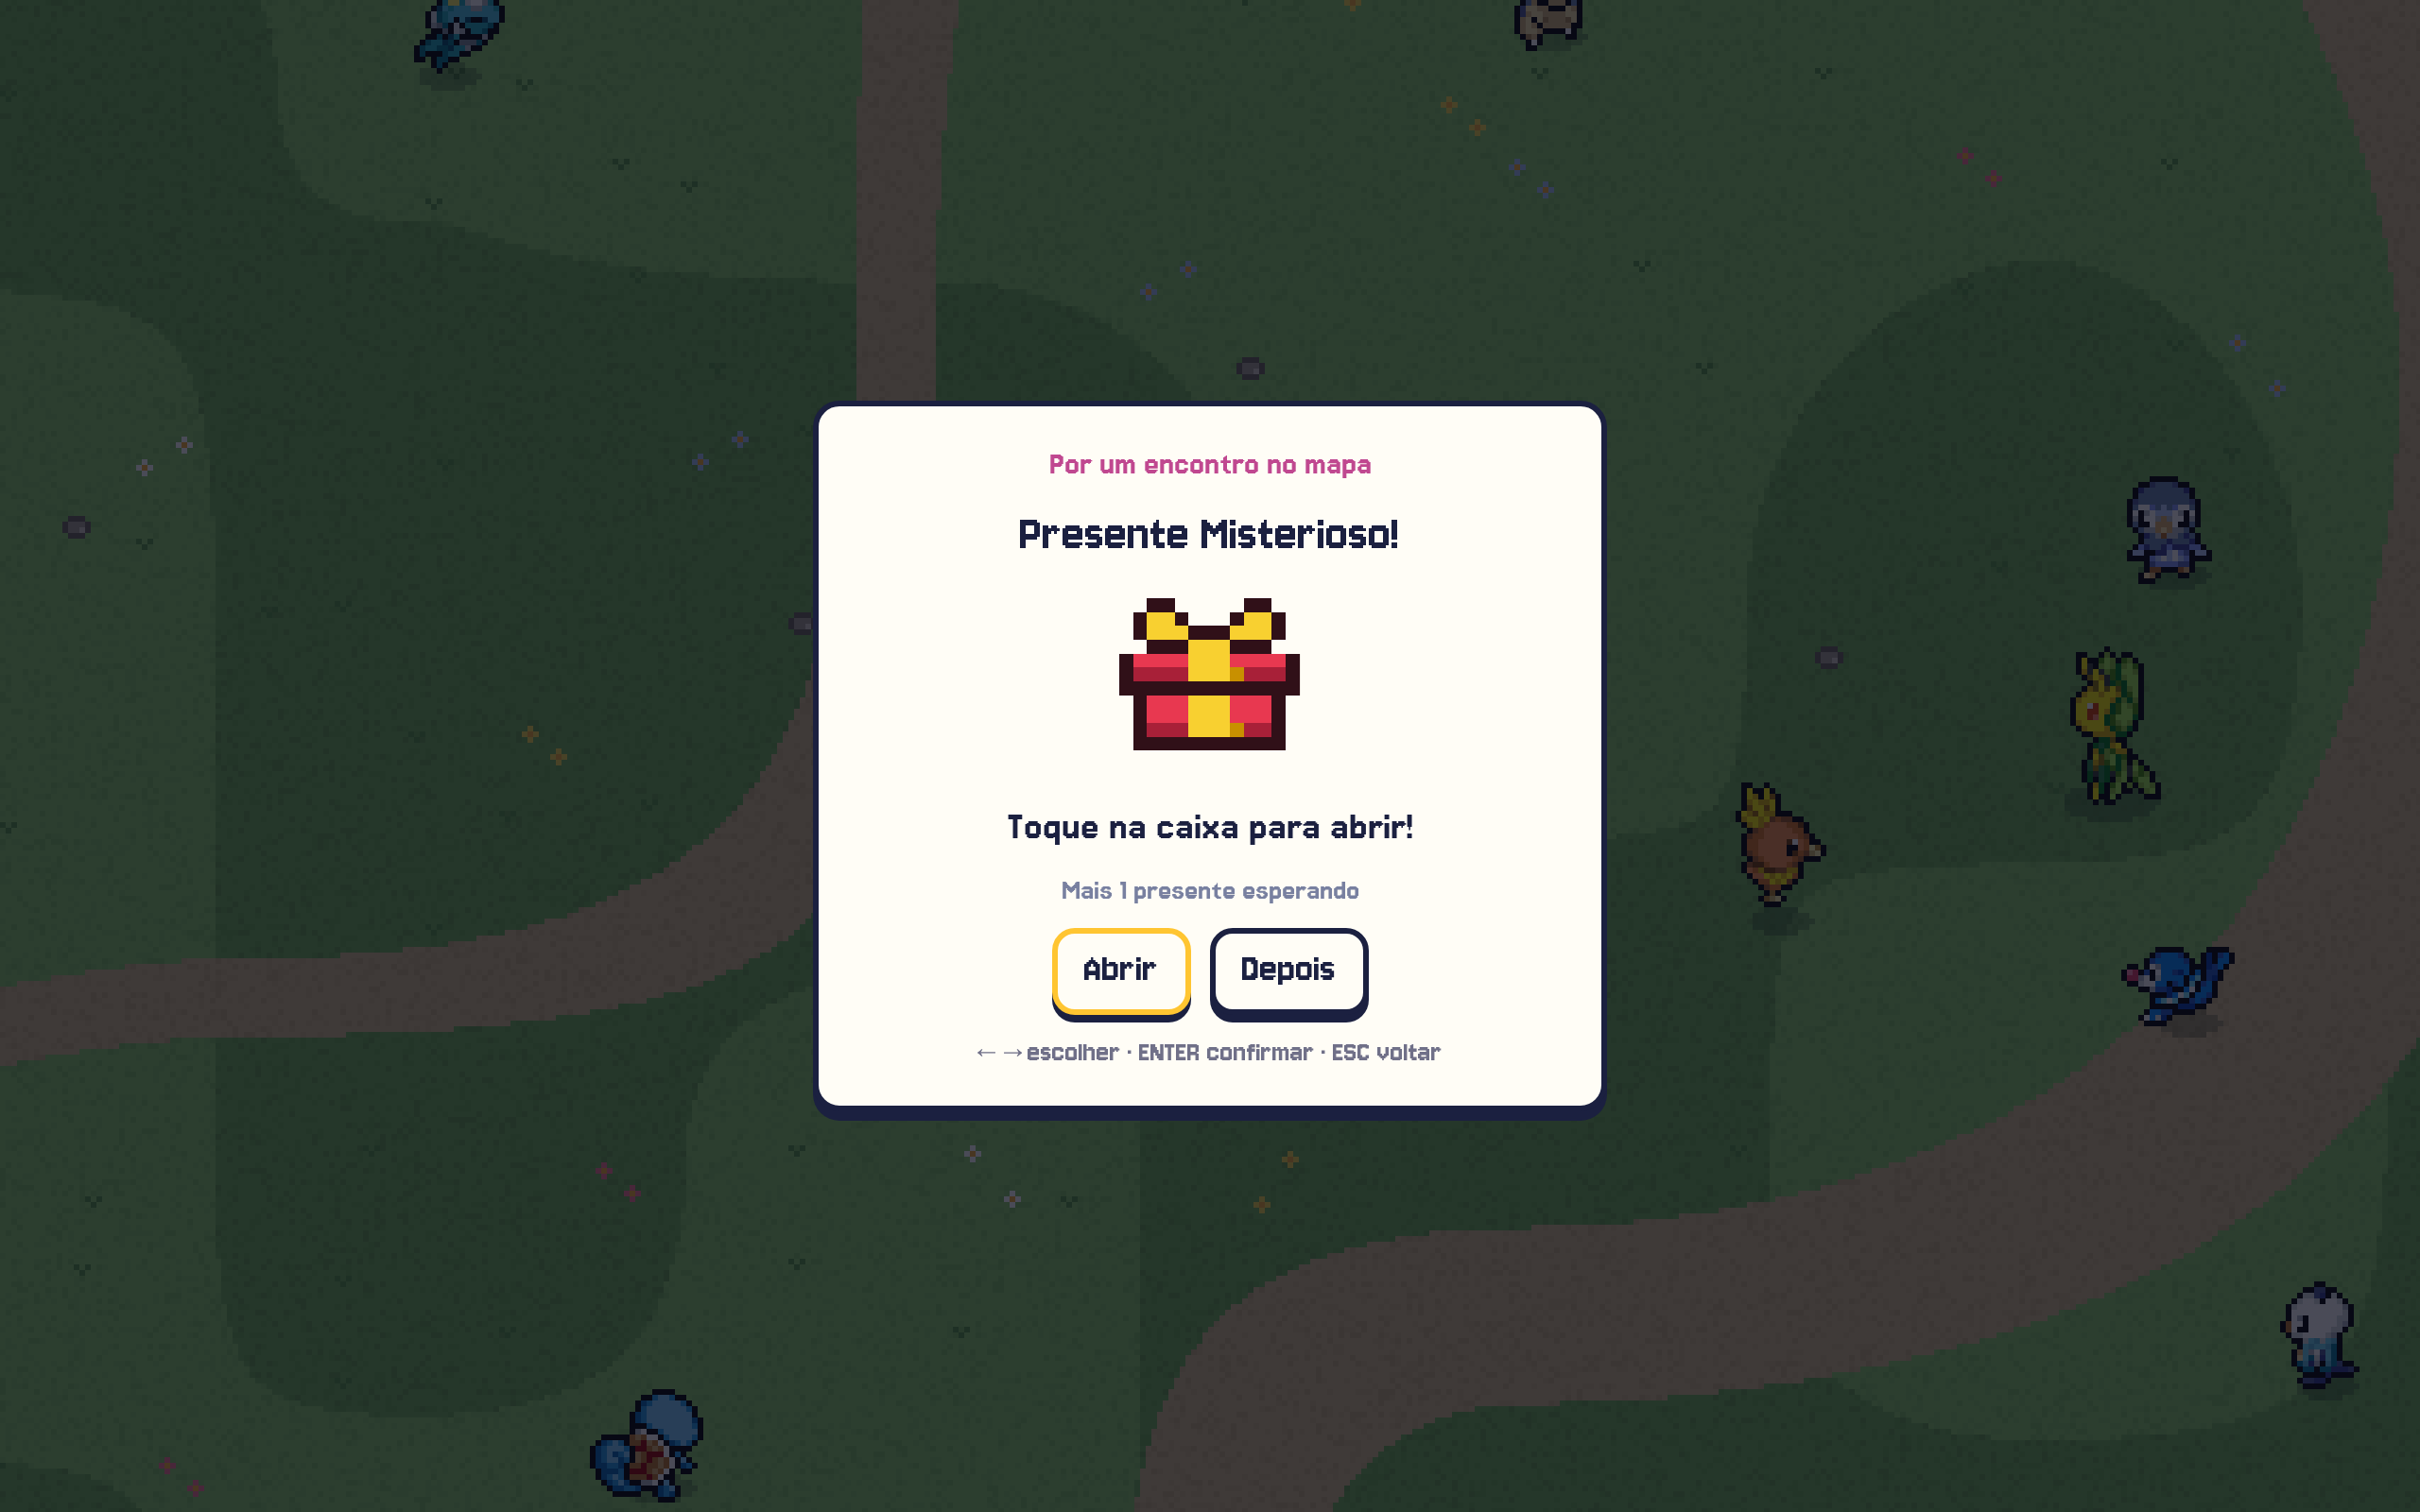 Por um encontro no mapa
Presente Misterioso!
Toque na caixa para abrir!
Mais 1 presente esperando
Abrir
Depois
← → escolher · ENTER confirmar · ESC voltar